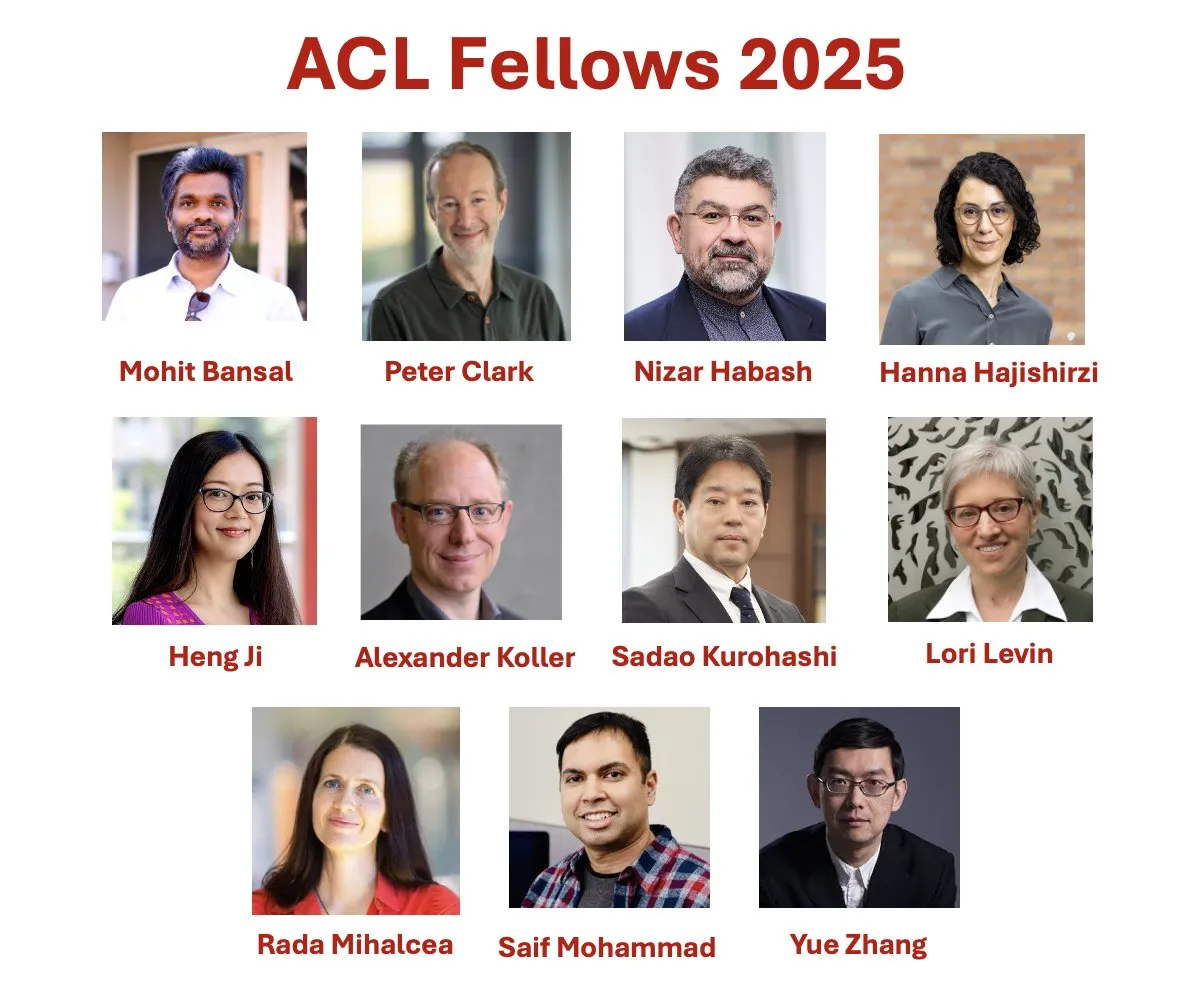 ACL Fellows 2025
Mohit Bansal
Peter Clark
Nizar Habash
Hanna Hajishirzi
Heng Ji
Alexander Koller
Sadao Kurohashi
Lori Levin
Rada Mihalcea
Saif Mohammad
Yue Zhang